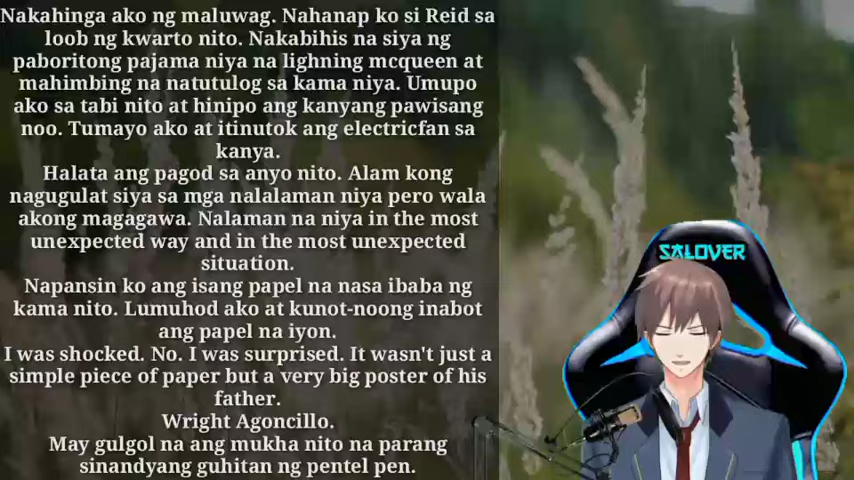 Nakahinga ako ng maluwag. Nahanap ko si Reid sa
loob ng kwarto nito. Nakabihis na siya ng
paboritong pajama niya na lighning mcqueen at
mahimbing na natutulog sa kama niya. Umupo
ako sa tabi nito at hinipo ang kanyang pawisang
noo. Tumayo ako at itinutok ang electricfan sa
kanya.
Halata ang pagod sa anyo nito. Alam kong
nagugulat siya sa mga nalalaman niya pero wala
akong magagawa. Nalaman na niya in the most
unexpected way and in the most unexpected
situation.
Napansin ko ang isang papel na nasa ibaba ng
kama nito. Lumuhod ako at kunot-noong inabot
ang papel na iyon.
I was shocked. No. I was surprised. It wasn't just a
simple piece of paper but a very big poster of his
father.
Wright Agoncillo.
May gulgol na ang mukha nito na parang
sinandyang guhitan ng pentel pen.
SALOVER